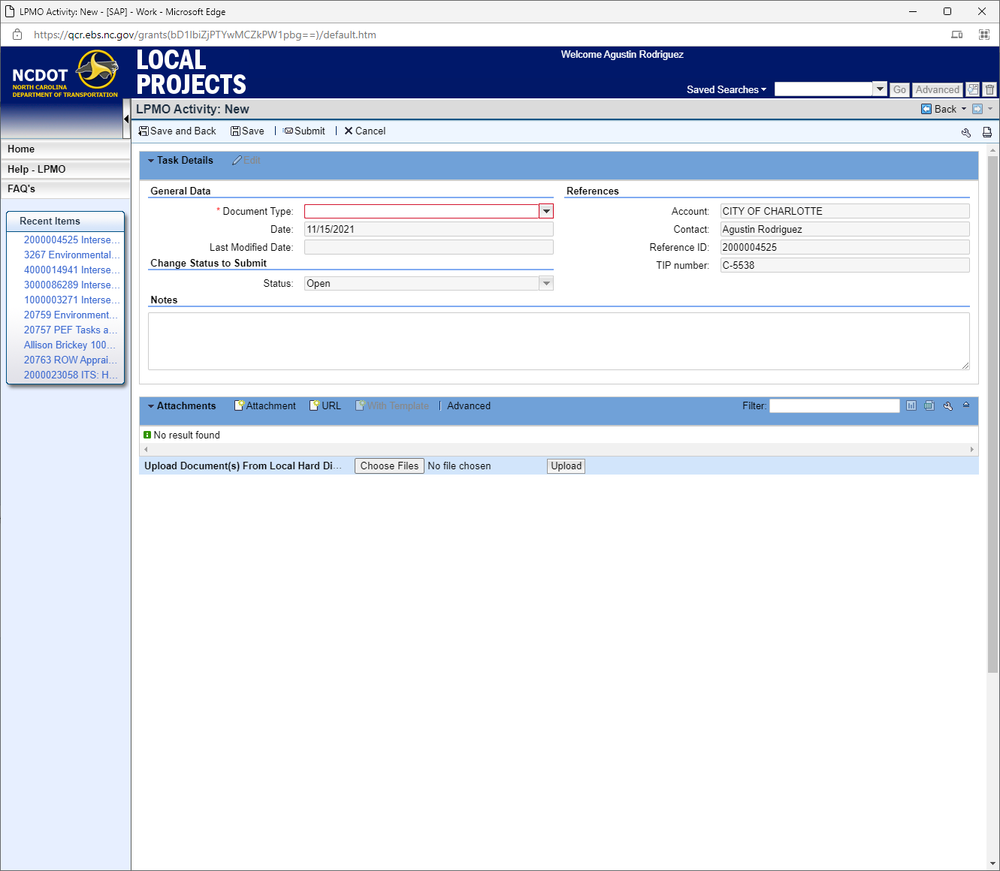 LPMO Activity: New - [SAP] - Work - Microsoft Edge
https://qcr.ebs.nc.gov/grants(bD1lbiZjPTYwMCZkPW1pbg==)/default.htm
NCDOT
NORTH CAROLINA
DEPARTMENT OF TRANSPORTATION
LOCAL
PROJECTS
Welcome Agustin Rodriguez
Saved Searches
Go
Advanced
LPMO Activity: New
Back
Save and Back
Save
Submit
Cancel
Home
Help - LPMO
FAQ's
Recent Items
2000004525 Interse...
3267 Environmental...
4000014941 Interse...
3000086289 Interse...
1000003271 Interse...
20759 Environment...
20757 PEF Tasks a...
Allison Brickey 100...
20763 ROW Apprai...
2000023058 ITS: H...
Task Details
Edit
General Data
* Document Type:
Date: 11/15/2021
Last Modified Date:
Change Status to Submit
Status: Open
References
Account: CITY OF CHARLOTTE
Contact: Agustin Rodriguez
Reference ID: 2000004525
TIP number: C-5538
Notes
Attachments
Attachment
URL
With Template
Advanced
Filter:
No result found
Upload Document(s) From Local Hard Di...
Choose Files No file chosen
Upload